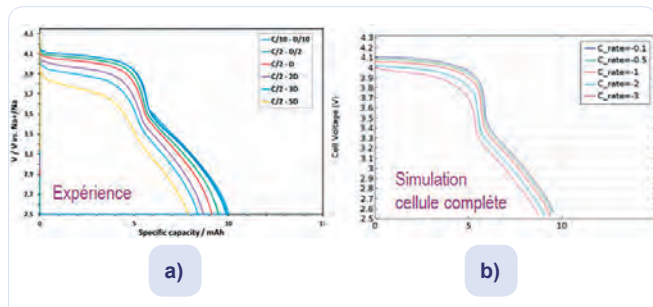 4.3
4.1
3.9
3.7
3.5
3.3
3.1
2.9
2.7
2.5
V / V vs. Na+/Na
C/10 - D/10
C/2 - D/2
C/2 - D
C/2 - 2D
C/2 - 3D
C/2 - 5D
Expérience
0
5
10
Specific capacity / mAh
a)
4.3
4.2
4.1
4
3.9
3.8
3.7
3.6
3.5
3.4
3.3
3.2
3.1
3
2.9
2.8
2.7
2.6
2.5
Cell Voltage (V)
C_rate=-0.1
C_rate=-0.5
C_rate=-1
C_rate=-2
C_rate=-3
Simulation
cellule complète
0
5
10
b)